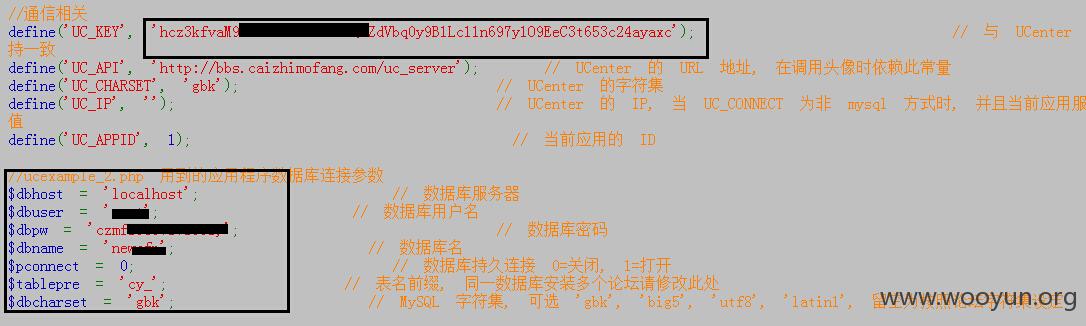 //通信相关
define('UC_KEY', 'hcz3kfvaM9 ZdVbqOy9B1Lc11n697yl09EeC3t653c24ayaxc'); // 与 UCenter
持一致
define('UC_API', 'http://bbs.caizhimofang.com/uc_server'); // UCenter 的 URL 地址, 在调用头像时依赖此常量
define('UC_CHARSET', 'gbk'); // UCenter 的字符集
define('UC_IP', ''); // UCenter 的 IP, 当 UC_CONNECT 为非 mysql 方式时, 并且当前应用服
值
define('UC_APPID', 1); // 当前应用的 ID
//ucexample_2.php 用到的应用程序数据库连接参数
$dbhost = 'localhost'; // 数据库服务器
$dbuser = ' '; // 数据库用户名
$dbpw = 'czmf '; // 数据库密码
$dbname = 'new '; // 数据库名
$pconnect = 0; // 数据库持久连接 0=关闭, 1=打开
$tablepre = 'cy_'; // 表名前缀, 同一数据库安装多个论坛请修改此处
$dbcharset = 'gbk'; // MySQL 字符集, 可选 'gbk', 'big5', 'utf8', 'latin1',
www.wooyun.org